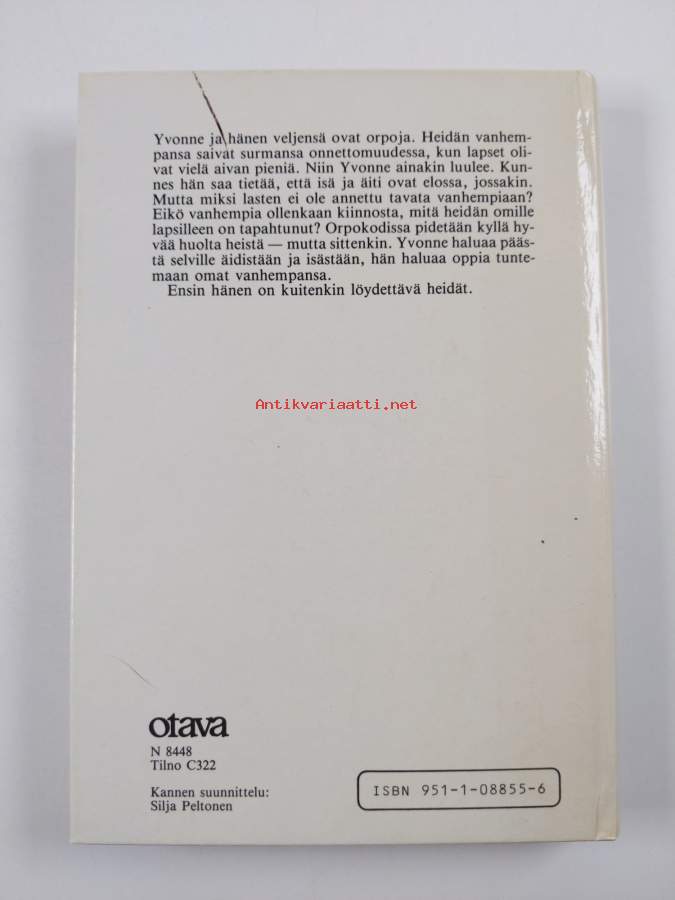 Yvonne ja hänen veljensä ovat orpoja. Heidän vanhem-
pansa saivat surmansa onnettomuudessa, kun lapset oli-
vat vielä aivan pieniä. Niin Yvonne ainakin luulee. Kun-
nes hän saa tietää, että isä ja äiti ovat elossa, jossakin.
Mutta miksi lasten ei ole annettu tavata vanhempiaan?
Eikö vanhempia ollenkaan kiinnosta, mitä heidän omille
lapsilleen on tapahtunut? Orpokodissa pidetään kyllä hy-
vää huolta heistä — mutta sittenkin. Yvonne haluaa pääs-
tä selville äidistään ja isästään, hän haluaa oppia tunte-
maan omat vanhempansa.
Ensin hänen on kuitenkin löydettävä heidät.
Antikvariaatti.net
otava
N 8448
Tilno C322
Kannen suunnittelu:
Silja Peltonen
ISBN 951-1-08855-6